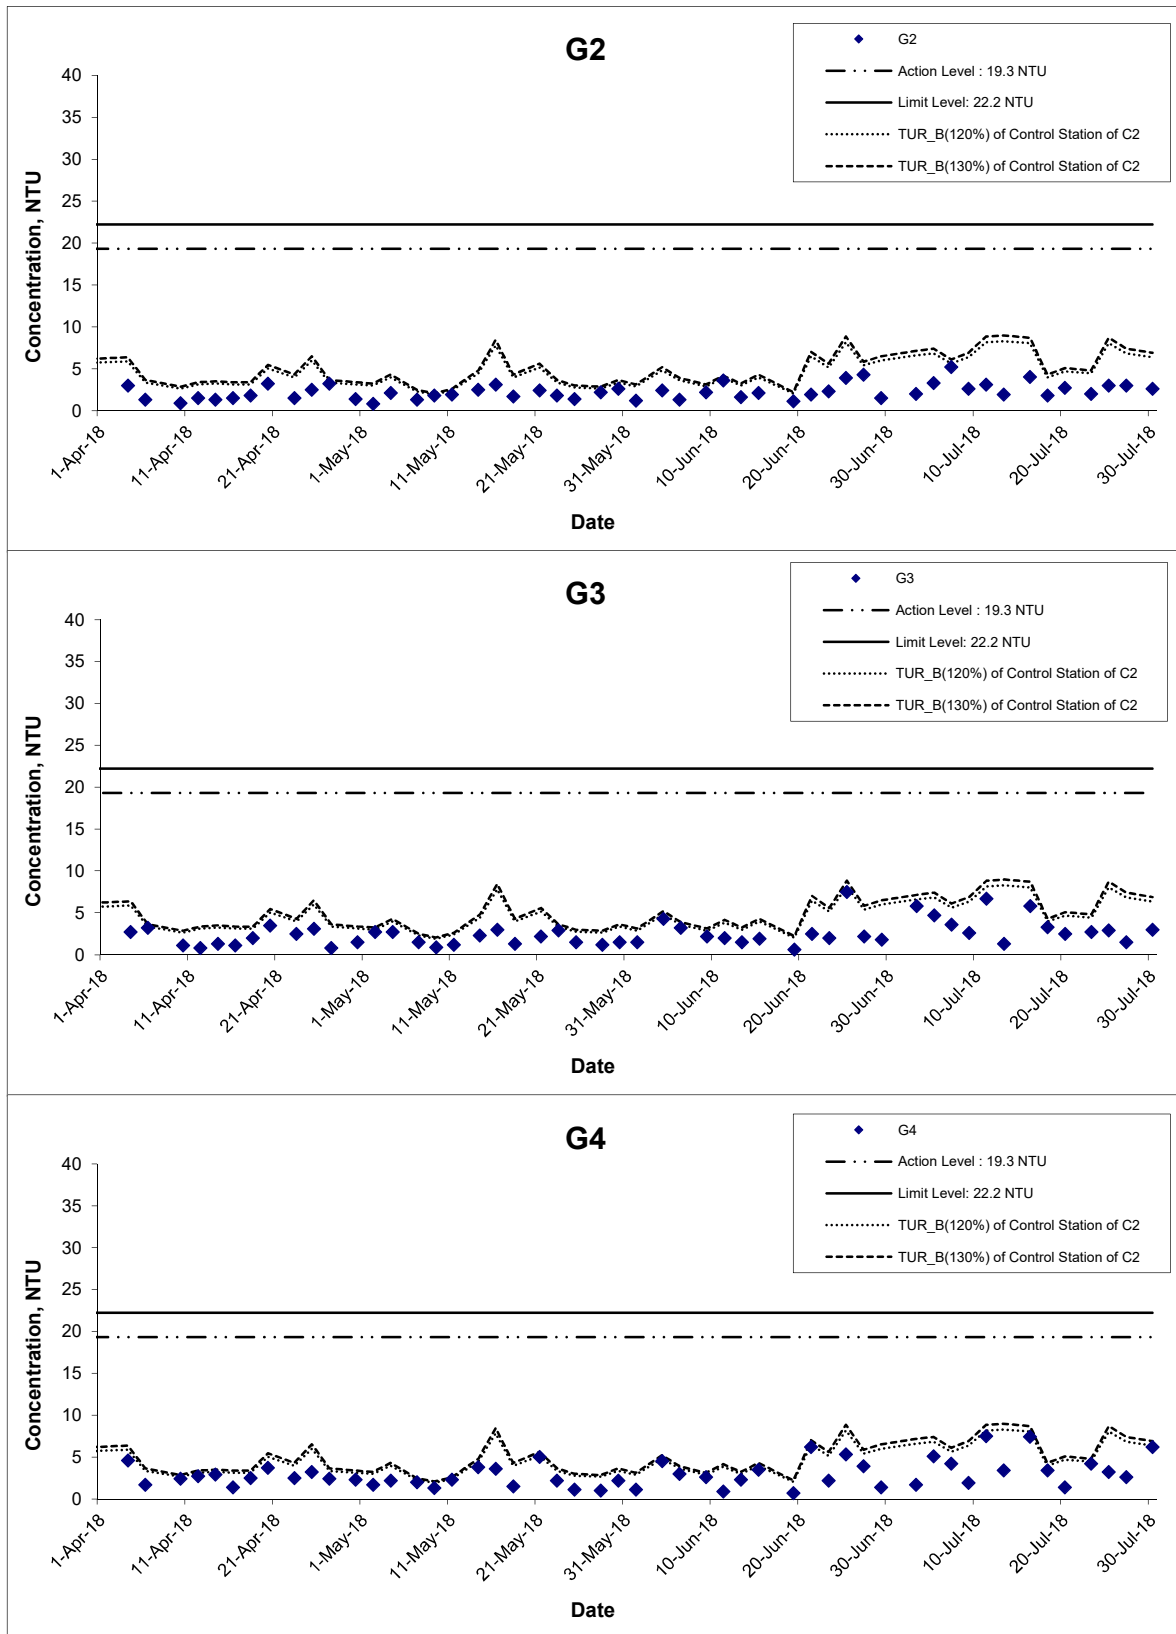 G2
G2
Action Level : 19.3 NTU
Limit Level: 22.2 NTU
TUR_B(120%) of Control Station of C2
TUR_B(130%) of Control Station of C2
Concentration, NTU
40
35
30
25
20
15
10
5
0
1-Apr-18
11-Apr-18
21-Apr-18
1-May-18
11-May-18
21-May-18
31-May-18
10-Jun-18
20-Jun-18
30-Jun-18
10-Jul-18
20-Jul-18
30-Jul-18
Date
G3
G3
Action Level : 19.3 NTU
Limit Level: 22.2 NTU
TUR_B(120%) of Control Station of C2
TUR_B(130%) of Control Station of C2
Concentration, NTU
40
35
30
25
20
15
10
5
0
1-Apr-18
11-Apr-18
21-Apr-18
1-May-18
11-May-18
21-May-18
31-May-18
10-Jun-18
20-Jun-18
30-Jun-18
10-Jul-18
20-Jul-18
30-Jul-18
Date
G4
G4
Action Level : 19.3 NTU
Limit Level: 22.2 NTU
TUR_B(120%) of Control Station of C2
TUR_B(130%) of Control Station of C2
Concentration, NTU
40
35
30
25
20
15
10
5
0
1-Apr-18
11-Apr-18
21-Apr-18
1-May-18
11-May-18
21-May-18
31-May-18
10-Jun-18
20-Jun-18
30-Jun-18
10-Jul-18
20-Jul-18
30-Jul-18
Date